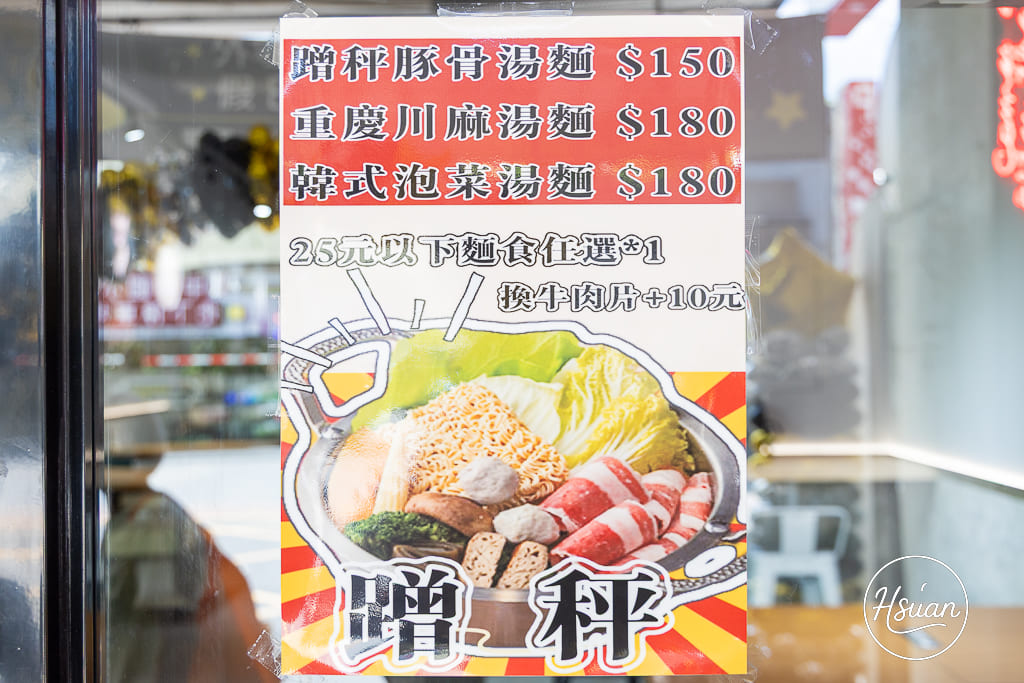 蹭秤豚骨湯麵 $150
重慶川麻湯麵 $180
韓式泡菜湯麵 $180
25元以下麵食任選*1
換牛肉片+10元
蹭秤
Hsuan